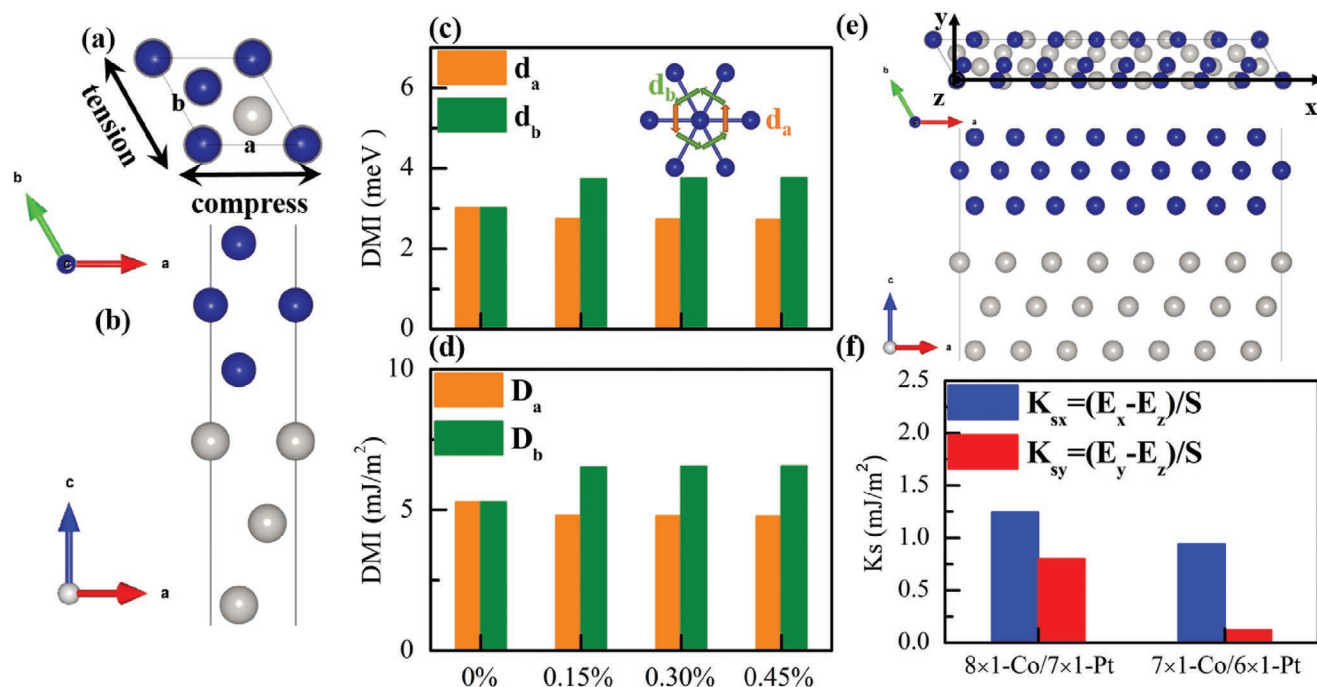 (a)
b
a
tension
compress
b
c
a
(b)
c
a
(c)
d_a
d_b
d_b
d_a
6
4
2
0
DMI (meV)
(d)
D_a
D_b
10
5
0
DMI (mJ/m²)
0% 0.15% 0.30% 0.45%
(e)
y
z
x
b
c
a
c
a
(f)
K_sx=(E_x-E_z)/S
K_sy=(E_y-E_z)/S
2.5
2.0
1.5
1.0
0.5
0.0
Ks (mJ/m²)
8×1-Co/7×1-Pt 7×1-Co/6×1-Pt